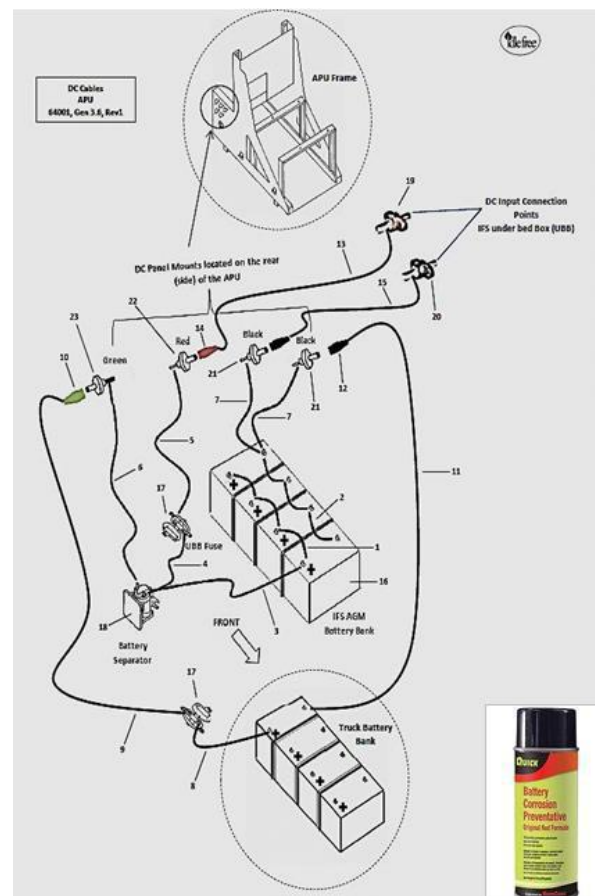 idlefree
DC Cables
APU
64001, Gen 3.6, Rev1
APU Frame
19
DC Input Connection
Points
IFS under bed Box (UBB)
13
DC Panel Mounts located on the rear
(side) of the APU
15
20
22
23
14
Red
Black
Black
10
Green
21
12
21
7
7
5
11
6
2
17
UBB Fuse
1
4
16
18
3
IFS AGM
Battery Bank
FRONT
Battery
Separator
17
Truck Battery
Bank
9
8
QUICK
Battery
Corrosion
Preventative
Original Red Formula